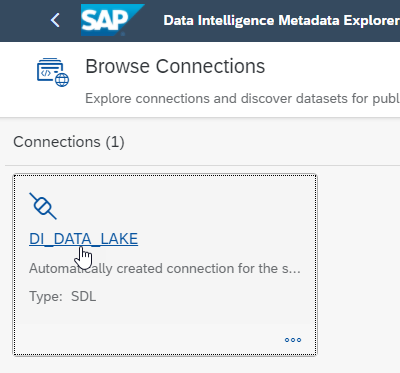 SAP Data Intelligence Metadata Explorer
Browse Connections
Explore connections and discover datasets for publ
Connections (1)
DI_DATA_LAKE
Automatically created connection for the s...
Type: SDL